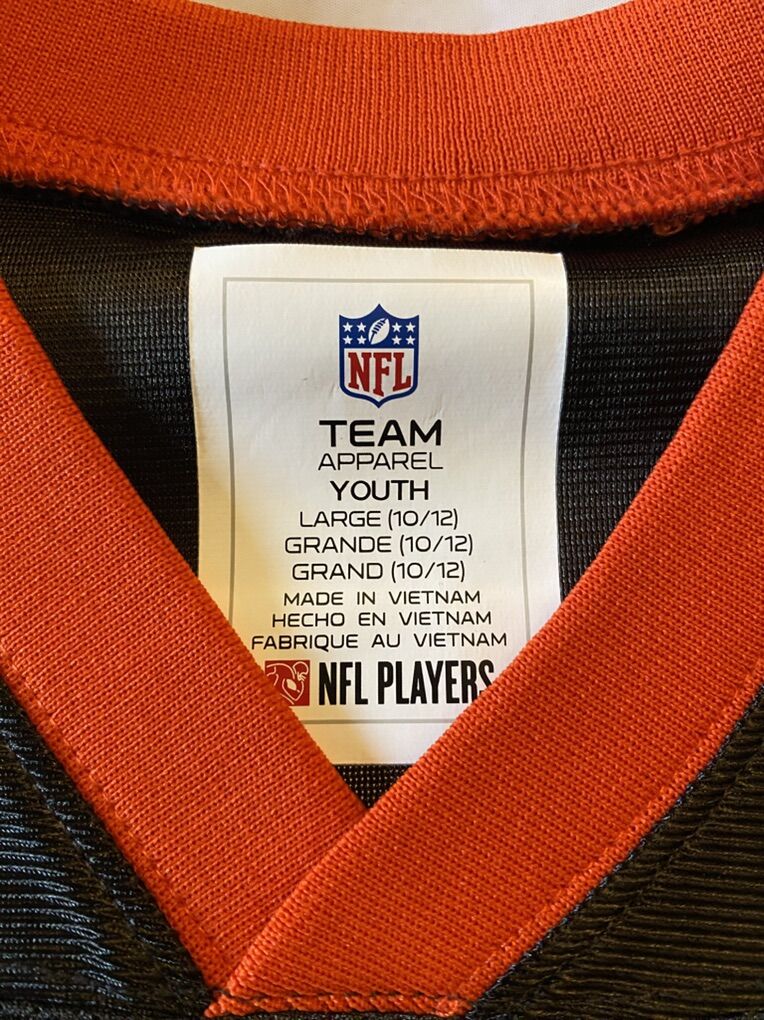 NFL
TEAM
APPAREL
YOUTH
LARGE (10/12)
GRANDE (10/12)
GRAND (10/12)
MADE IN VIETNAM
HECHO EN VIETNAM
FABRIQUE AU VIETNAM
NFL PLAYERS